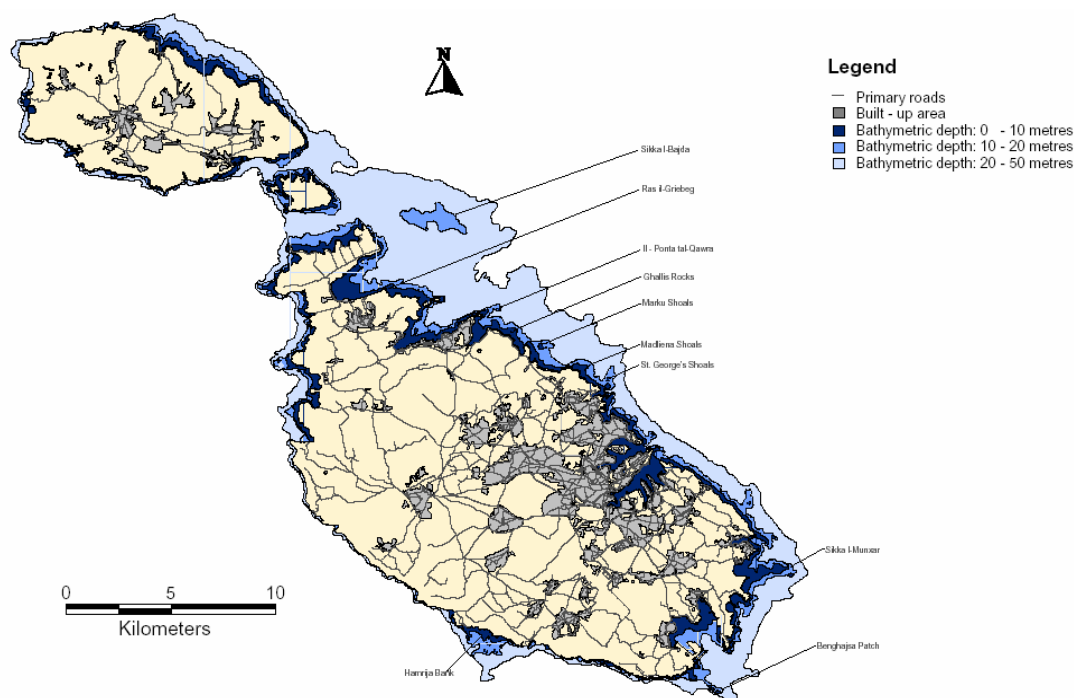 N
Legend
Primary roads
Built - up area
Bathymetric depth: 0 - 10 metres
Bathymetric depth: 10 - 20 metres
Bathymetric depth: 20 - 50 metres
Sikka l-Bajda
Ras il-Griebeg
Il - Ponta tal-Qawra
Ghallis Rocks
Marku Shoals
Madliena Shoals
St. George's Shoals
Sikka l-Munxar
0 5 10
Kilometers
Benghajsa Patch
Hamrija Bank